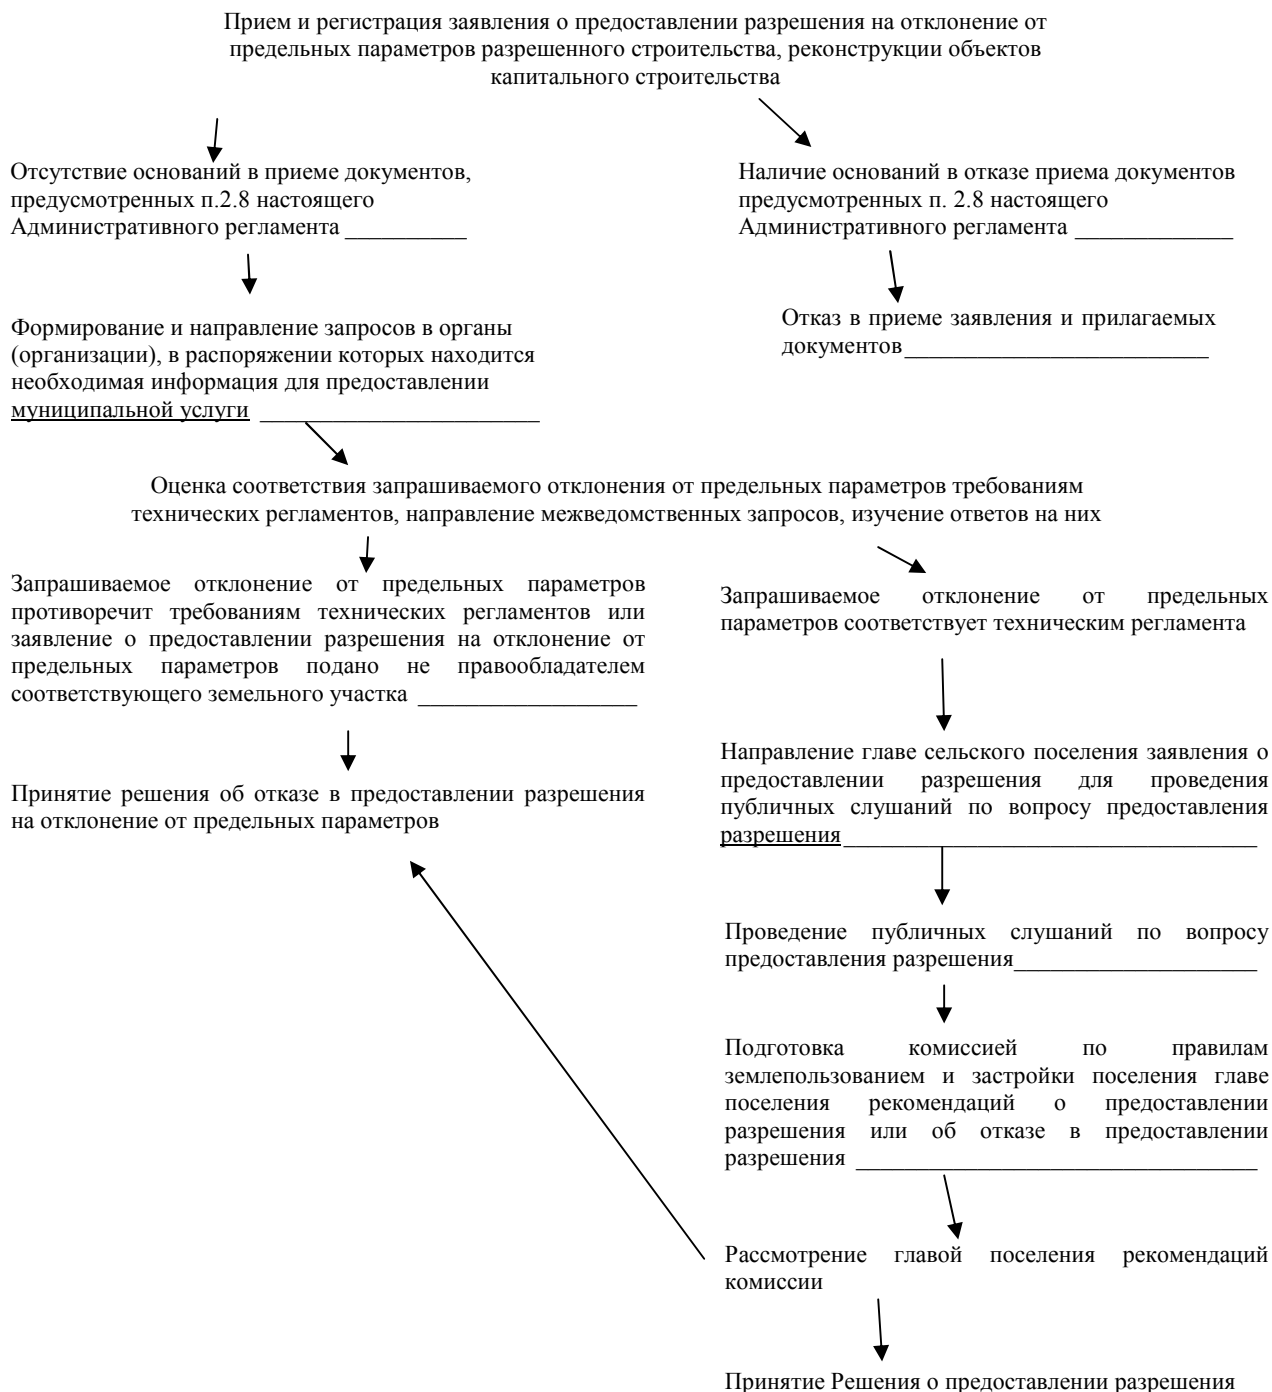 Прием и регистрация заявления о предоставлении разрешения на отклонение от
предельных параметров разрешенного строительства, реконструкции объектов
капитального строительства
Отсутствие оснований в приеме документов,
предусмотренных п.2.8 настоящего
Административного регламента __________
Наличие оснований в отказе приема документов
предусмотренных п. 2.8 настоящего
Административного регламента _____________
Формирование и направление запросов в органы
(организации), в распоряжении которых находится
необходимая информация для предоставлении
муниципальной услуги _______________________
Отказ в приеме заявления и прилагаемых
документов_________________________
Оценка соответствия запрашиваемого отклонения от предельных параметров требованиям
технических регламентов, направление межведомственных запросов, изучение ответов на них
Запрашиваемое отклонение от предельных параметров
противоречит требованиям технических регламентов или
заявление о предоставлении разрешения на отклонение от
предельных параметров подано не правообладателем
соответствующего земельного участка __________________
Запрашиваемое отклонение от предельных
параметров соответствует техническим регламента
Принятие решения об отказе в предоставлении разрешения
на отклонение от предельных параметров
Направление главе сельского поселения заявления о
предоставлении разрешения для проведения
публичных слушаний по вопросу предоставления
разрешения__________________________________
Проведение публичных слушаний по вопросу
предоставления разрешения____________________
Подготовка комиссией по правилам
землепользованием и застройки поселения главе
поселения рекомендаций о предоставлении
разрешения или об отказе в предоставлении
разрешения _________________________________
Рассмотрение главой поселения рекомендаций
комиссии
Принятие Решения о предоставлении разрешения